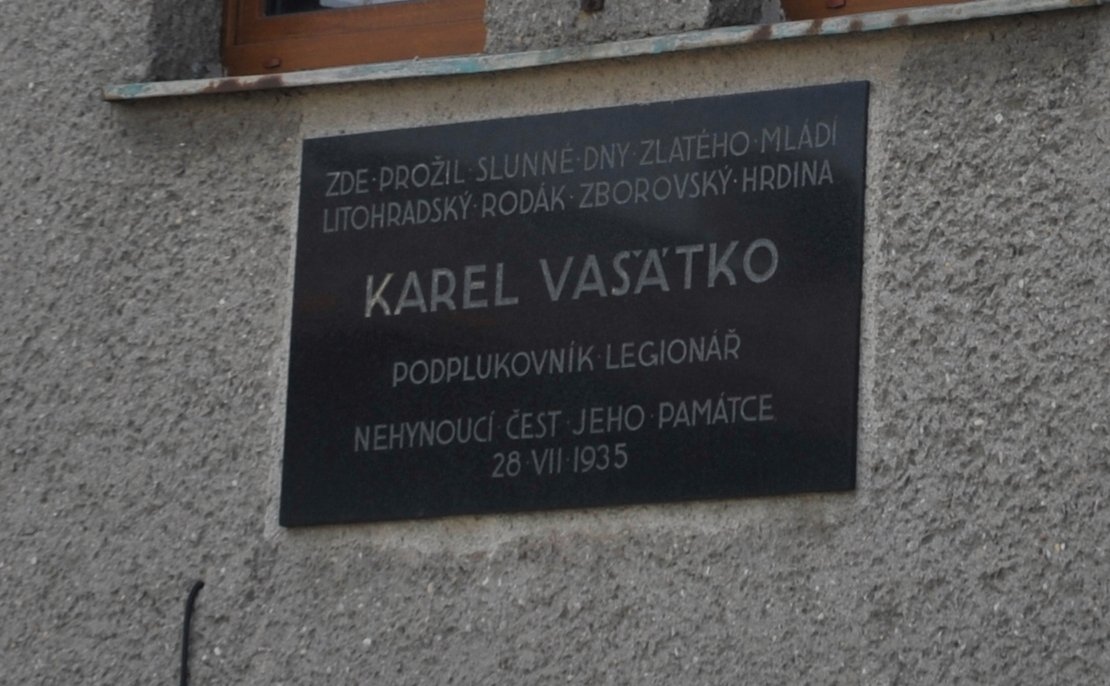 ZDE·PROŽIL·SLUNNÉ·DNY·ZLATÉHO·MLÁDÍ
LITOHRADSKÝ·RODÁK·ZBOROVSKÝ·HRDINA
KAREL VAŠÁTKO
PODPLUKOVNÍK·LEGIONÁŘ
NEHYNOUCÍ ČEST·JEHO·PAMÁTCE
28·VII·1935